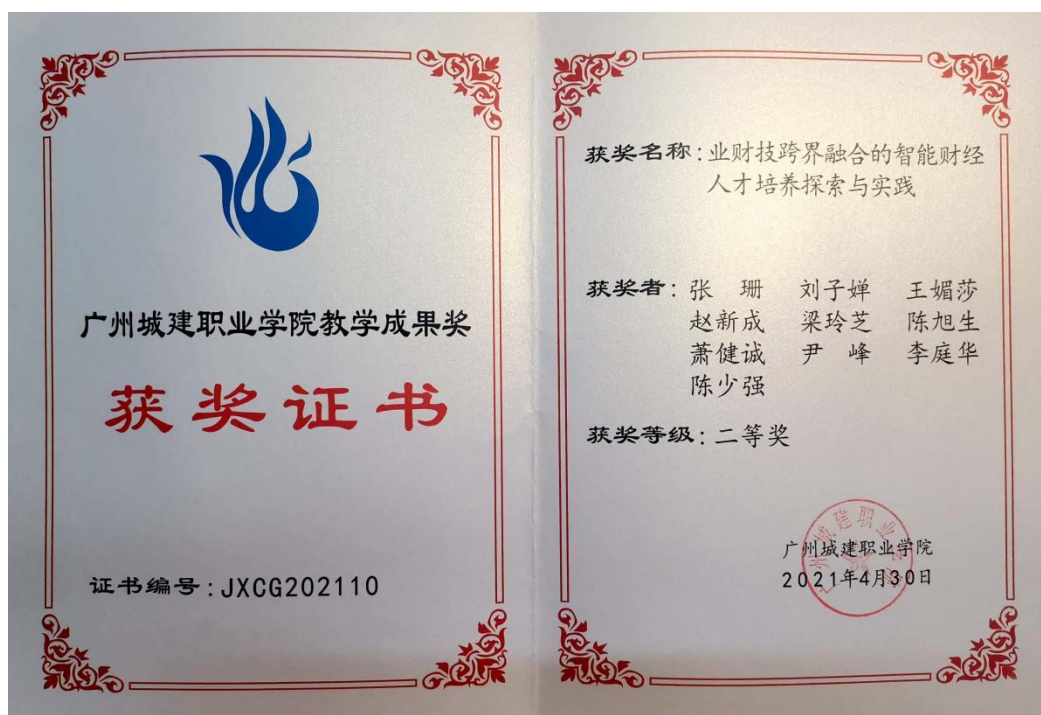 广州城建职业学院教学成果奖
获奖证书
证书编号:JXCG202110
获奖名称:业财技跨界融合的智能财经
人才培养探索与实践
获奖者:张 珊 刘子婵 王媚莎
赵新成 梁玲芝 陈旭生
萧健诚 尹 峰 李庭华
陈少强
获奖等级:二等奖
广州城建职业学院
2021年4月30日